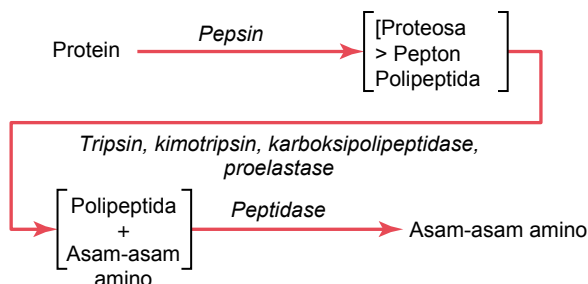 Protein
Pepsin
[Proteosa
> Pepton
Polipeptida
Tripsin, kimotripsin, karboksipolipeptidase,
proelastase
Polipeptida
+
Asam-asam
amino
Peptidase
Asam-asam amino